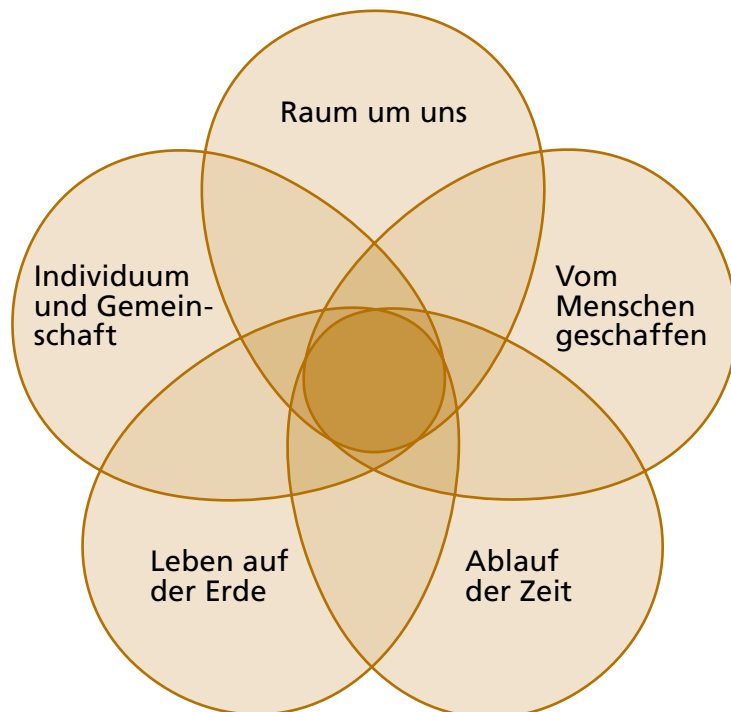 Raum um uns
Individuum
und Gemein-
schaft
Vom
Menschen
geschaffen
Leben auf
der Erde
Ablauf
der Zeit